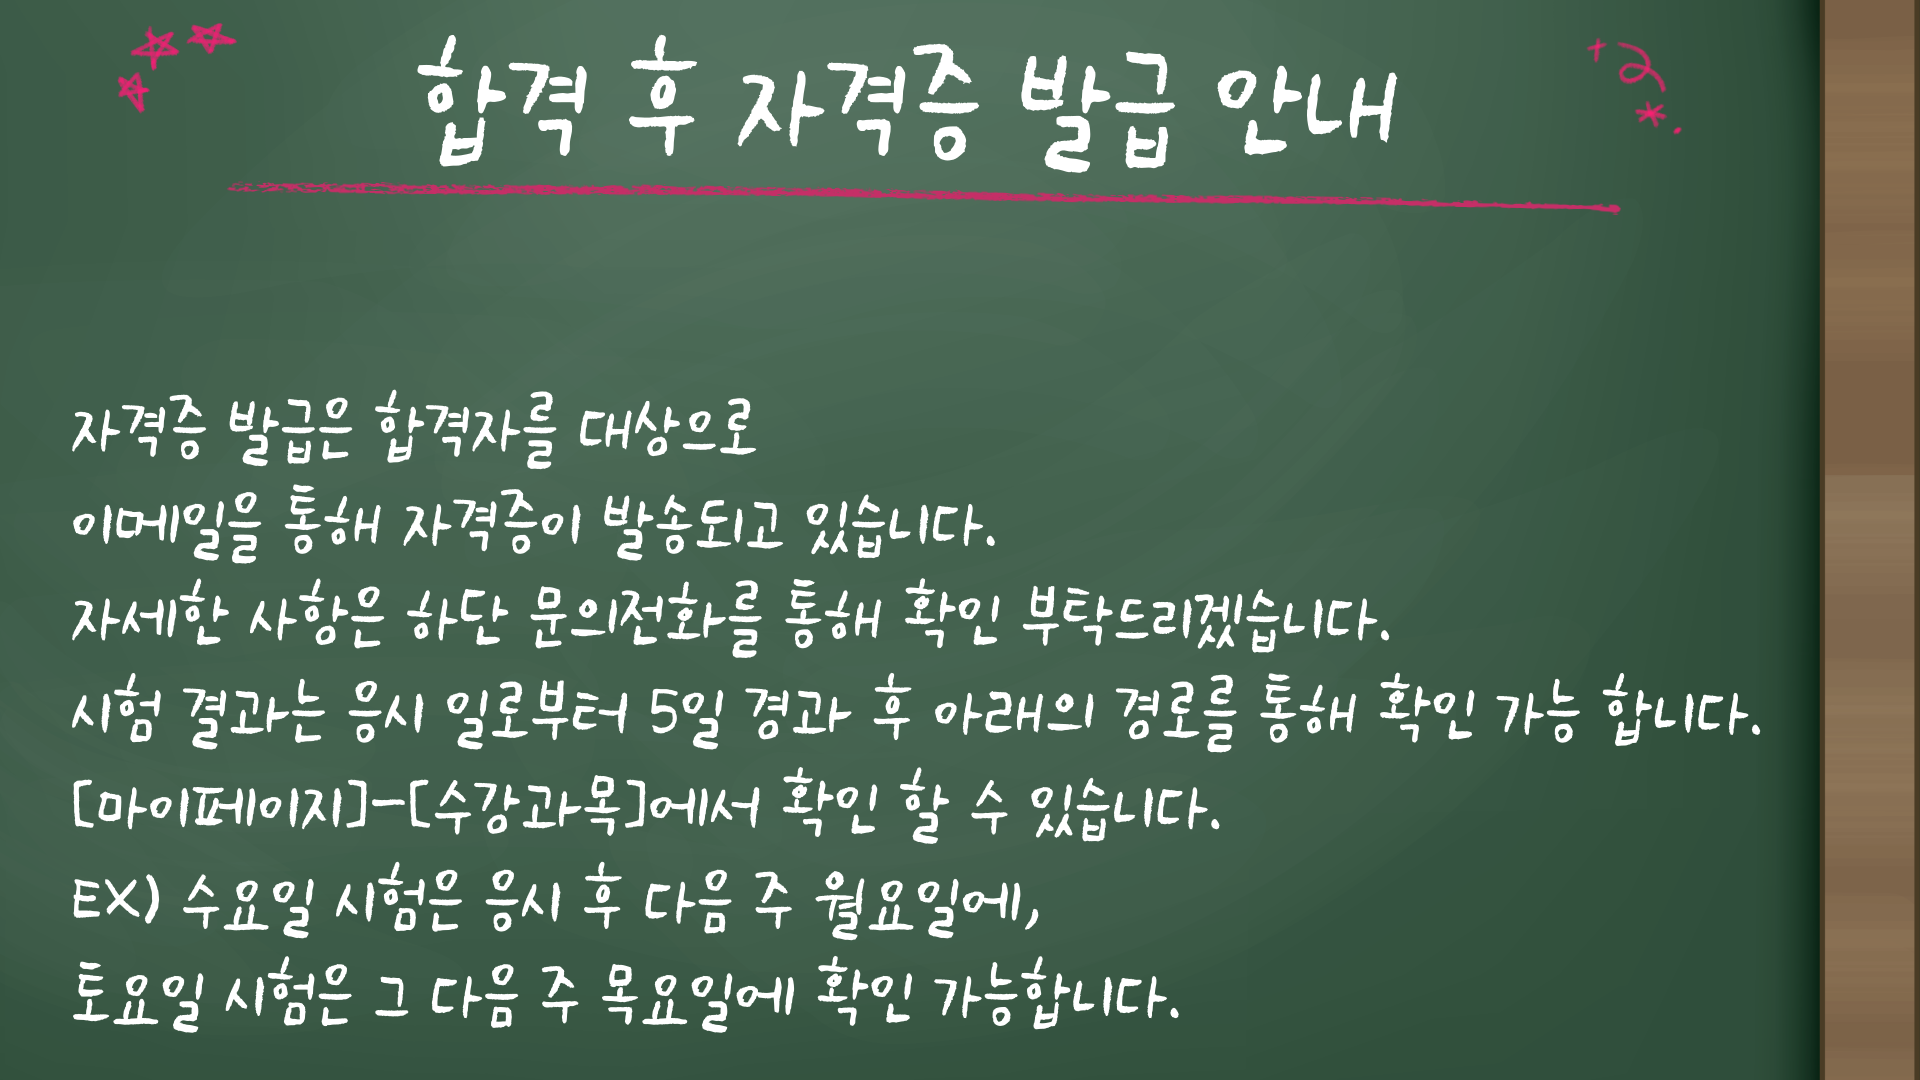 합격 후 자격증 발급 안내
자격증 발급은 합격자를 대상으로
이메일을 통해 자격증이 발송되고 있습니다.
자세한 사항은 하단 문의전화를 통해 확인 부탁드리겠습니다.
시험 결과는 응시 일로부터 5일 경과 후 아래의 경로를 통해 확인 가능 합니다.
[마이페이지]-[수강과목]에서 확인 할 수 있습니다.
EX) 수요일 시험은 응시 후 다음 주 월요일에,
토요일 시험은 그 다음 주 목요일에 확인 가능합니다.